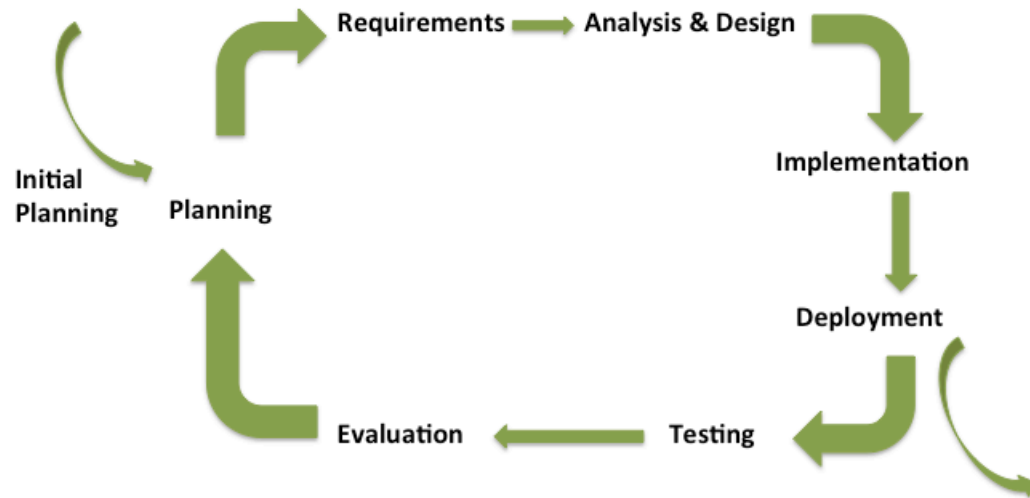 Requirements
Analysis & Design
Implementation
Initial
Planning
Planning
Deployment
Evaluation
Testing